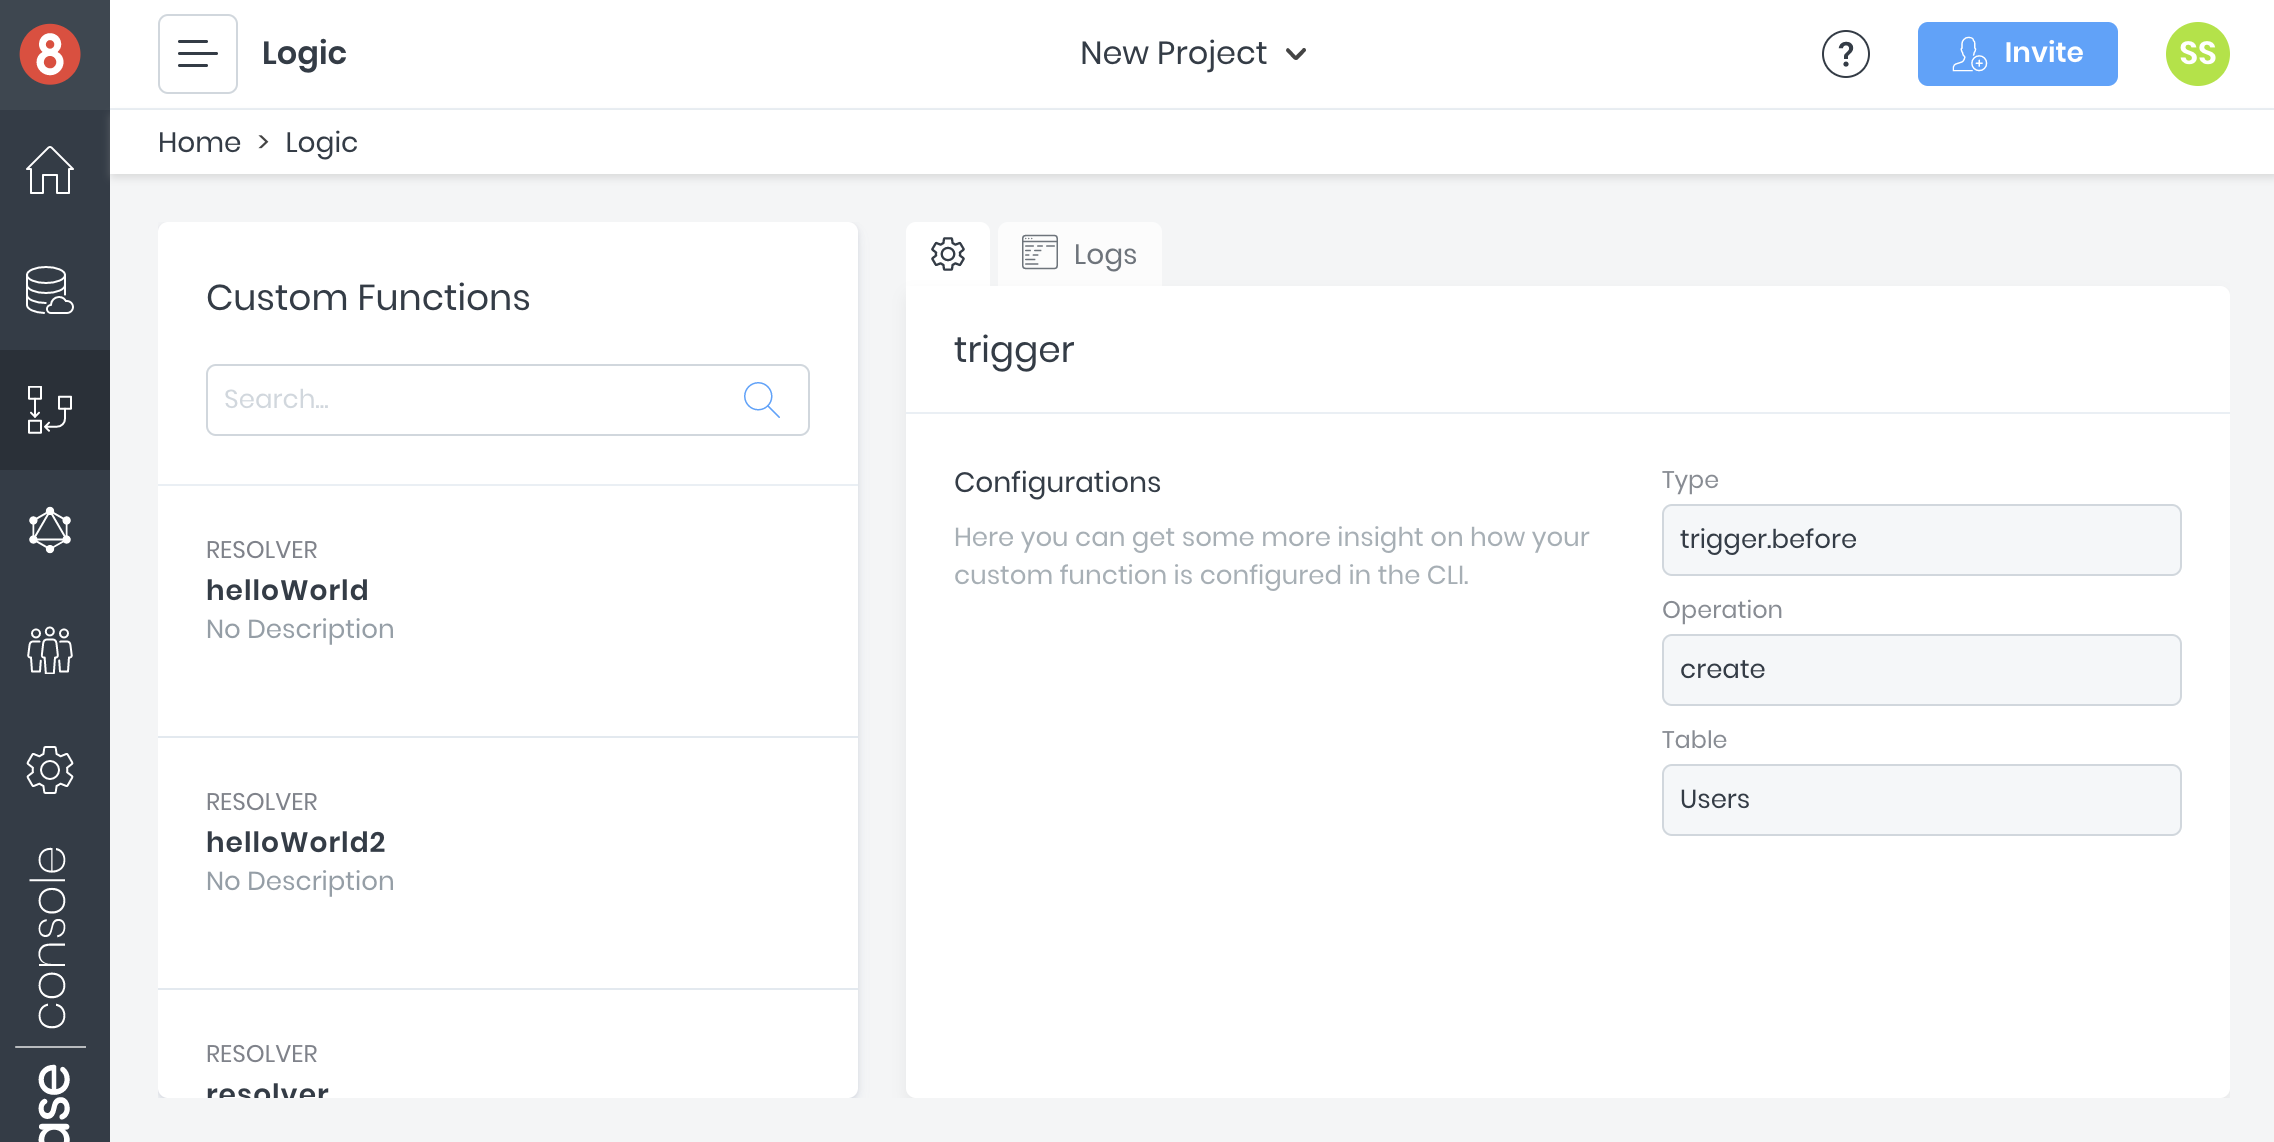 8
Logic
New Project
?
Invite
SS
Home > Logic
Custom Functions
Search...
RESOLVER
helloWorld
No Description
RESOLVER
helloWorld2
No Description
RESOLVER
resolver
Logs
trigger
Configurations
Here you can get some more insight on how your
custom function is configured in the CLI.
Type
trigger.before
Operation
create
Table
Users
console
ase